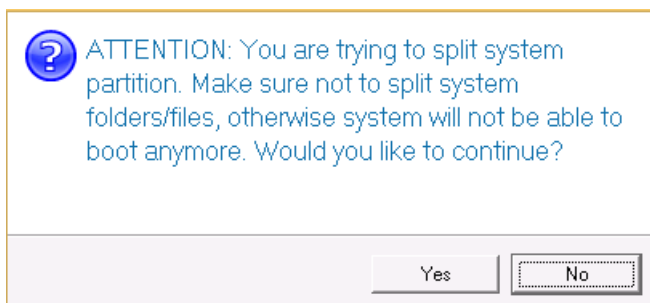 ATTENTION: You are trying to split system
partition. Make sure not to split system
folders/files, otherwise system will not be able to
boot anymore. Would you like to continue?
Yes No